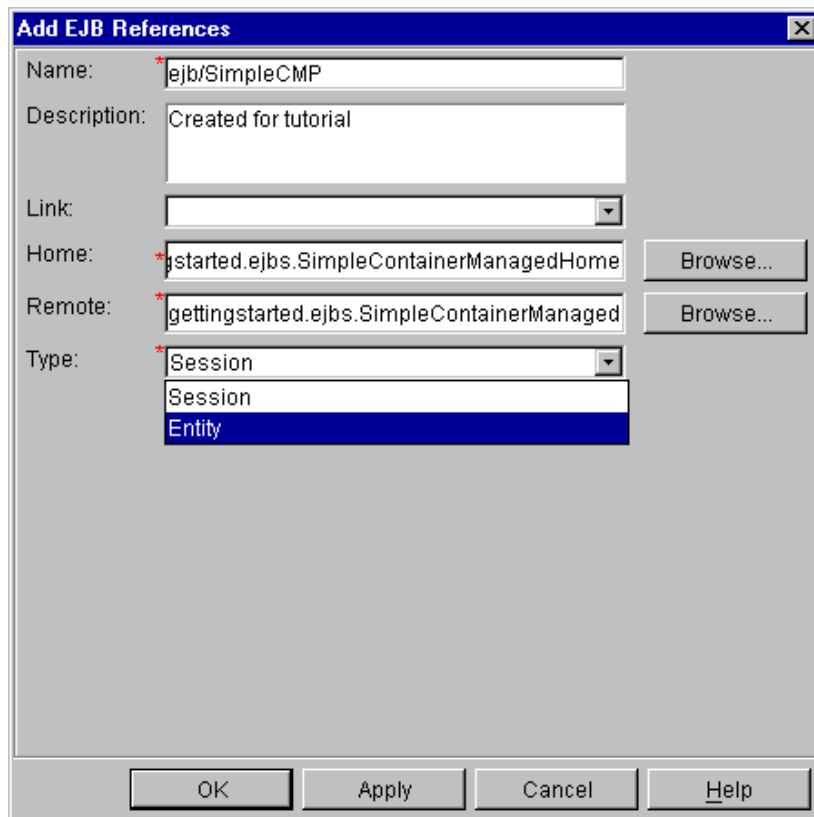 Add EJB References
Name: *ejb/SimpleCMP
Description: Created for tutorial
Link:
Home: *gstarted.ejbs.SimpleContainerManagedHome Browse...
Remote: *gettingstarted.ejbs.SimpleContainerManaged Browse...
Type: *Session
Session
Entity
OK Apply Cancel Help